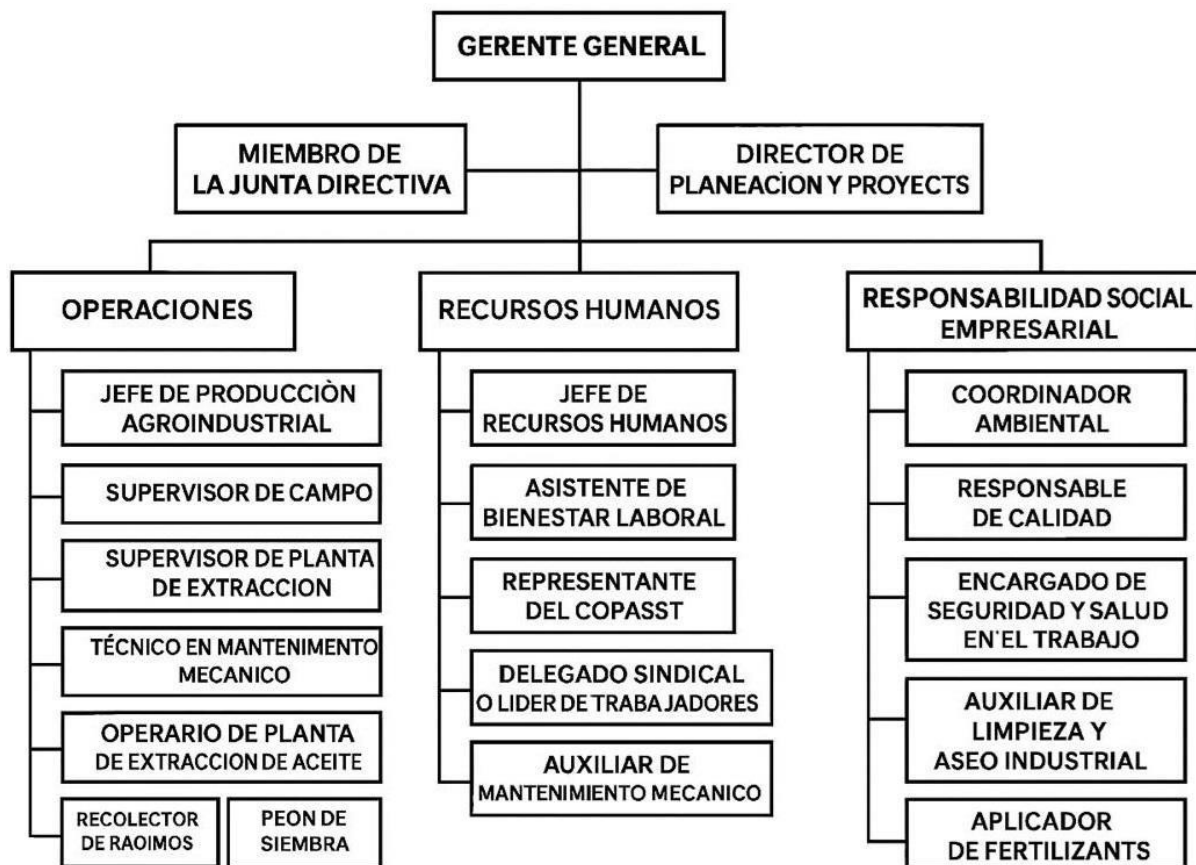 GERENTE GENERAL
MIEMBRO DE
LA JUNTA DIRECTIVA
DIRECTOR DE
PLANEACION Y PROYECTS
OPERACIONES
JEFE DE PRODUCCIÒN
AGROINDUSTRIAL
SUPERVISOR DE CAMPO
SUPERVISOR DE PLANTA
DE EXTRACCION
TÉCNICO EN MANTENIMENTO
MECANICO
OPERARIO DE PLANTA
DE EXTRACCION DE ACEITE
RECOLECTOR
DE RAOIMOS
PEON DE
SIEMBRA
RECURSOS HUMANOS
JEFE DE
RECURSOS HUMANOS
ASISTENTE DE
BIENESTAR LABORAL
REPRESENTANTE
DEL COPASST
DELEGADO SINDICAL
O LIDER DE TRABAJADORES
AUXILIAR DE
MANTENIMIENTO MECANICO
RESPONSABILIDAD SOCIAL
EMPRESARIAL
COORDINADOR
AMBIENTAL
RESPONSABLE
DE CALIDAD
ENCARGADO DE
SEGURIDAD Y SALUD
EN EL TRABAJO
AUXILIAR DE
LIMPIEZA Y
ASEO INDUSTRIAL
APLICADOR
DE FERTILIZANTS